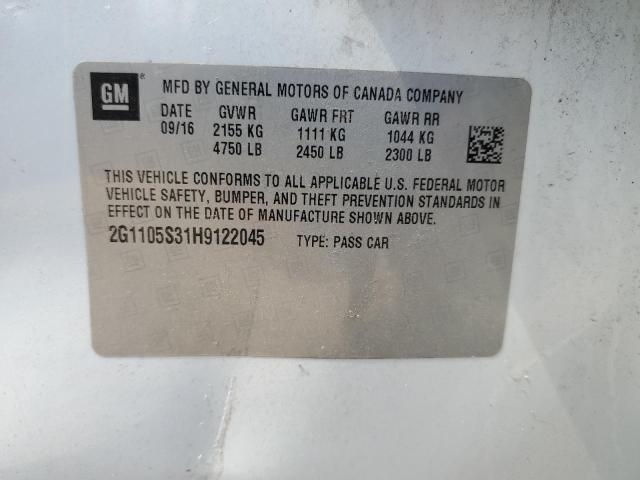 GM ®
MFD BY GENERAL MOTORS OF CANADA COMPANY
DATE GVWR GAWR FRT GAWR RR
09/16 2155 KG 1111 KG 1044 KG
4750 LB 2450 LB 2300 LB
THIS VEHICLE CONFORMS TO ALL APPLICABLE U.S. FEDERAL MOTOR
VEHICLE SAFETY, BUMPER, AND THEFT PREVENTION STANDARDS IN
EFFECT ON THE DATE OF MANUFACTURE SHOWN ABOVE.
2G1105S31H9122045 TYPE: PASS CAR